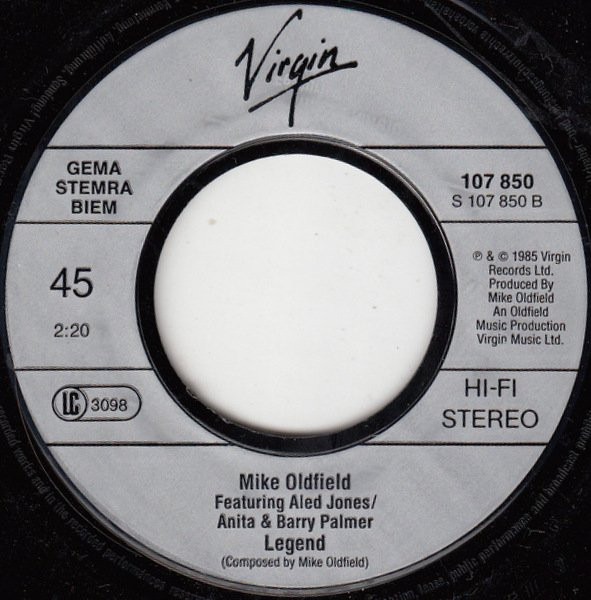 Virgin
GEMA
STEMRA
BIEM
107 850
S 107 850 B
45
2:20
℗ & © 1985 Virgin
Records Ltd.
Produced By
Mike Oldfield
An Oldfield
Music Production
Virgin Music Ltd.
LC 3098
HI-FI
STEREO
Mike Oldfield
Featuring Aled Jones/
Anita & Barry Palmer
Legend
(Composed by Mike Oldfield)